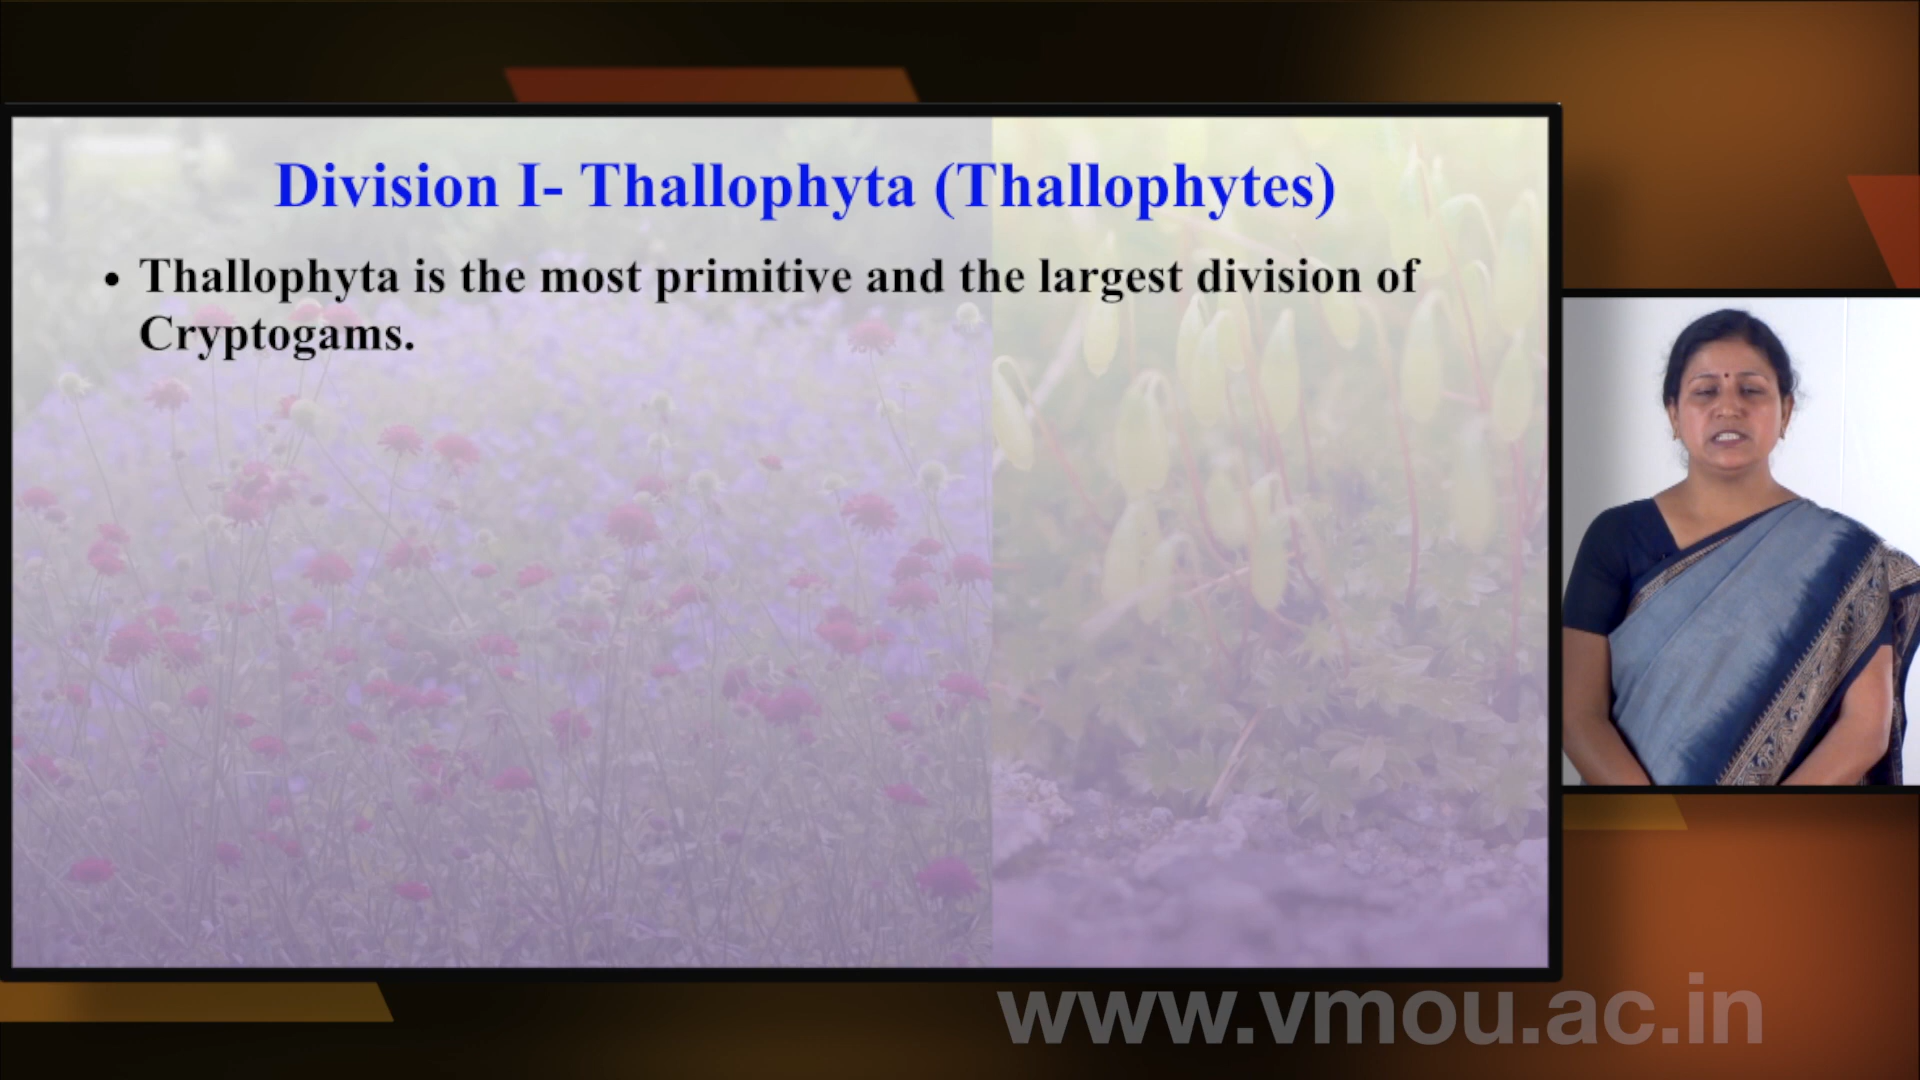 Division I- Thallophyta (Thallophytes)
• Thallophyta is the most primitive and the largest division of
Cryptogams.
www.vmou.ac.in